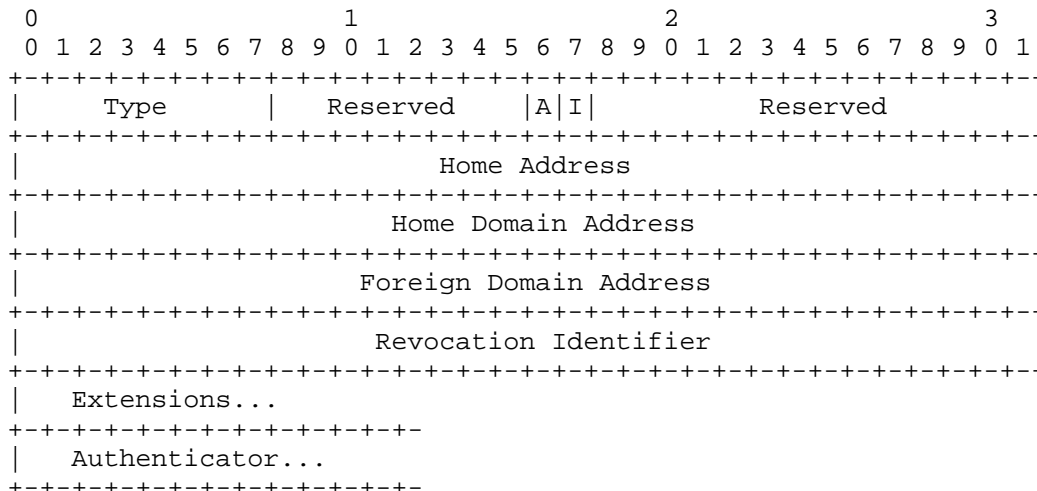 0                   1                   2                   3
 0 1 2 3 4 5 6 7 8 9 0 1 2 3 4 5 6 7 8 9 0 1 2 3 4 5 6 7 8 9 0 1
+-+-+-+-+-+-+-+-+-+-+-+-+-+-+-+-+-+-+-+-+-+-+-+-+-+-+-+-+-+-+-+-
|     Type      |   Reserved    |A|I|          Reserved
+-+-+-+-+-+-+-+-+-+-+-+-+-+-+-+-+-+-+-+-+-+-+-+-+-+-+-+-+-+-+-+-
|                          Home Address
+-+-+-+-+-+-+-+-+-+-+-+-+-+-+-+-+-+-+-+-+-+-+-+-+-+-+-+-+-+-+-+-
|                       Home Domain Address
+-+-+-+-+-+-+-+-+-+-+-+-+-+-+-+-+-+-+-+-+-+-+-+-+-+-+-+-+-+-+-+-
|                     Foreign Domain Address
+-+-+-+-+-+-+-+-+-+-+-+-+-+-+-+-+-+-+-+-+-+-+-+-+-+-+-+-+-+-+-+-
|                      Revocation Identifier
+-+-+-+-+-+-+-+-+-+-+-+-+-+-+-+-+-+-+-+-+-+-+-+-+-+-+-+-+-+-+-+-
|   Extensions...
+-+-+-+-+-+-+-+-+-+-+-+-+-
|   Authenticator...
+-+-+-+-+-+-+-+-+-+-+-+-+-